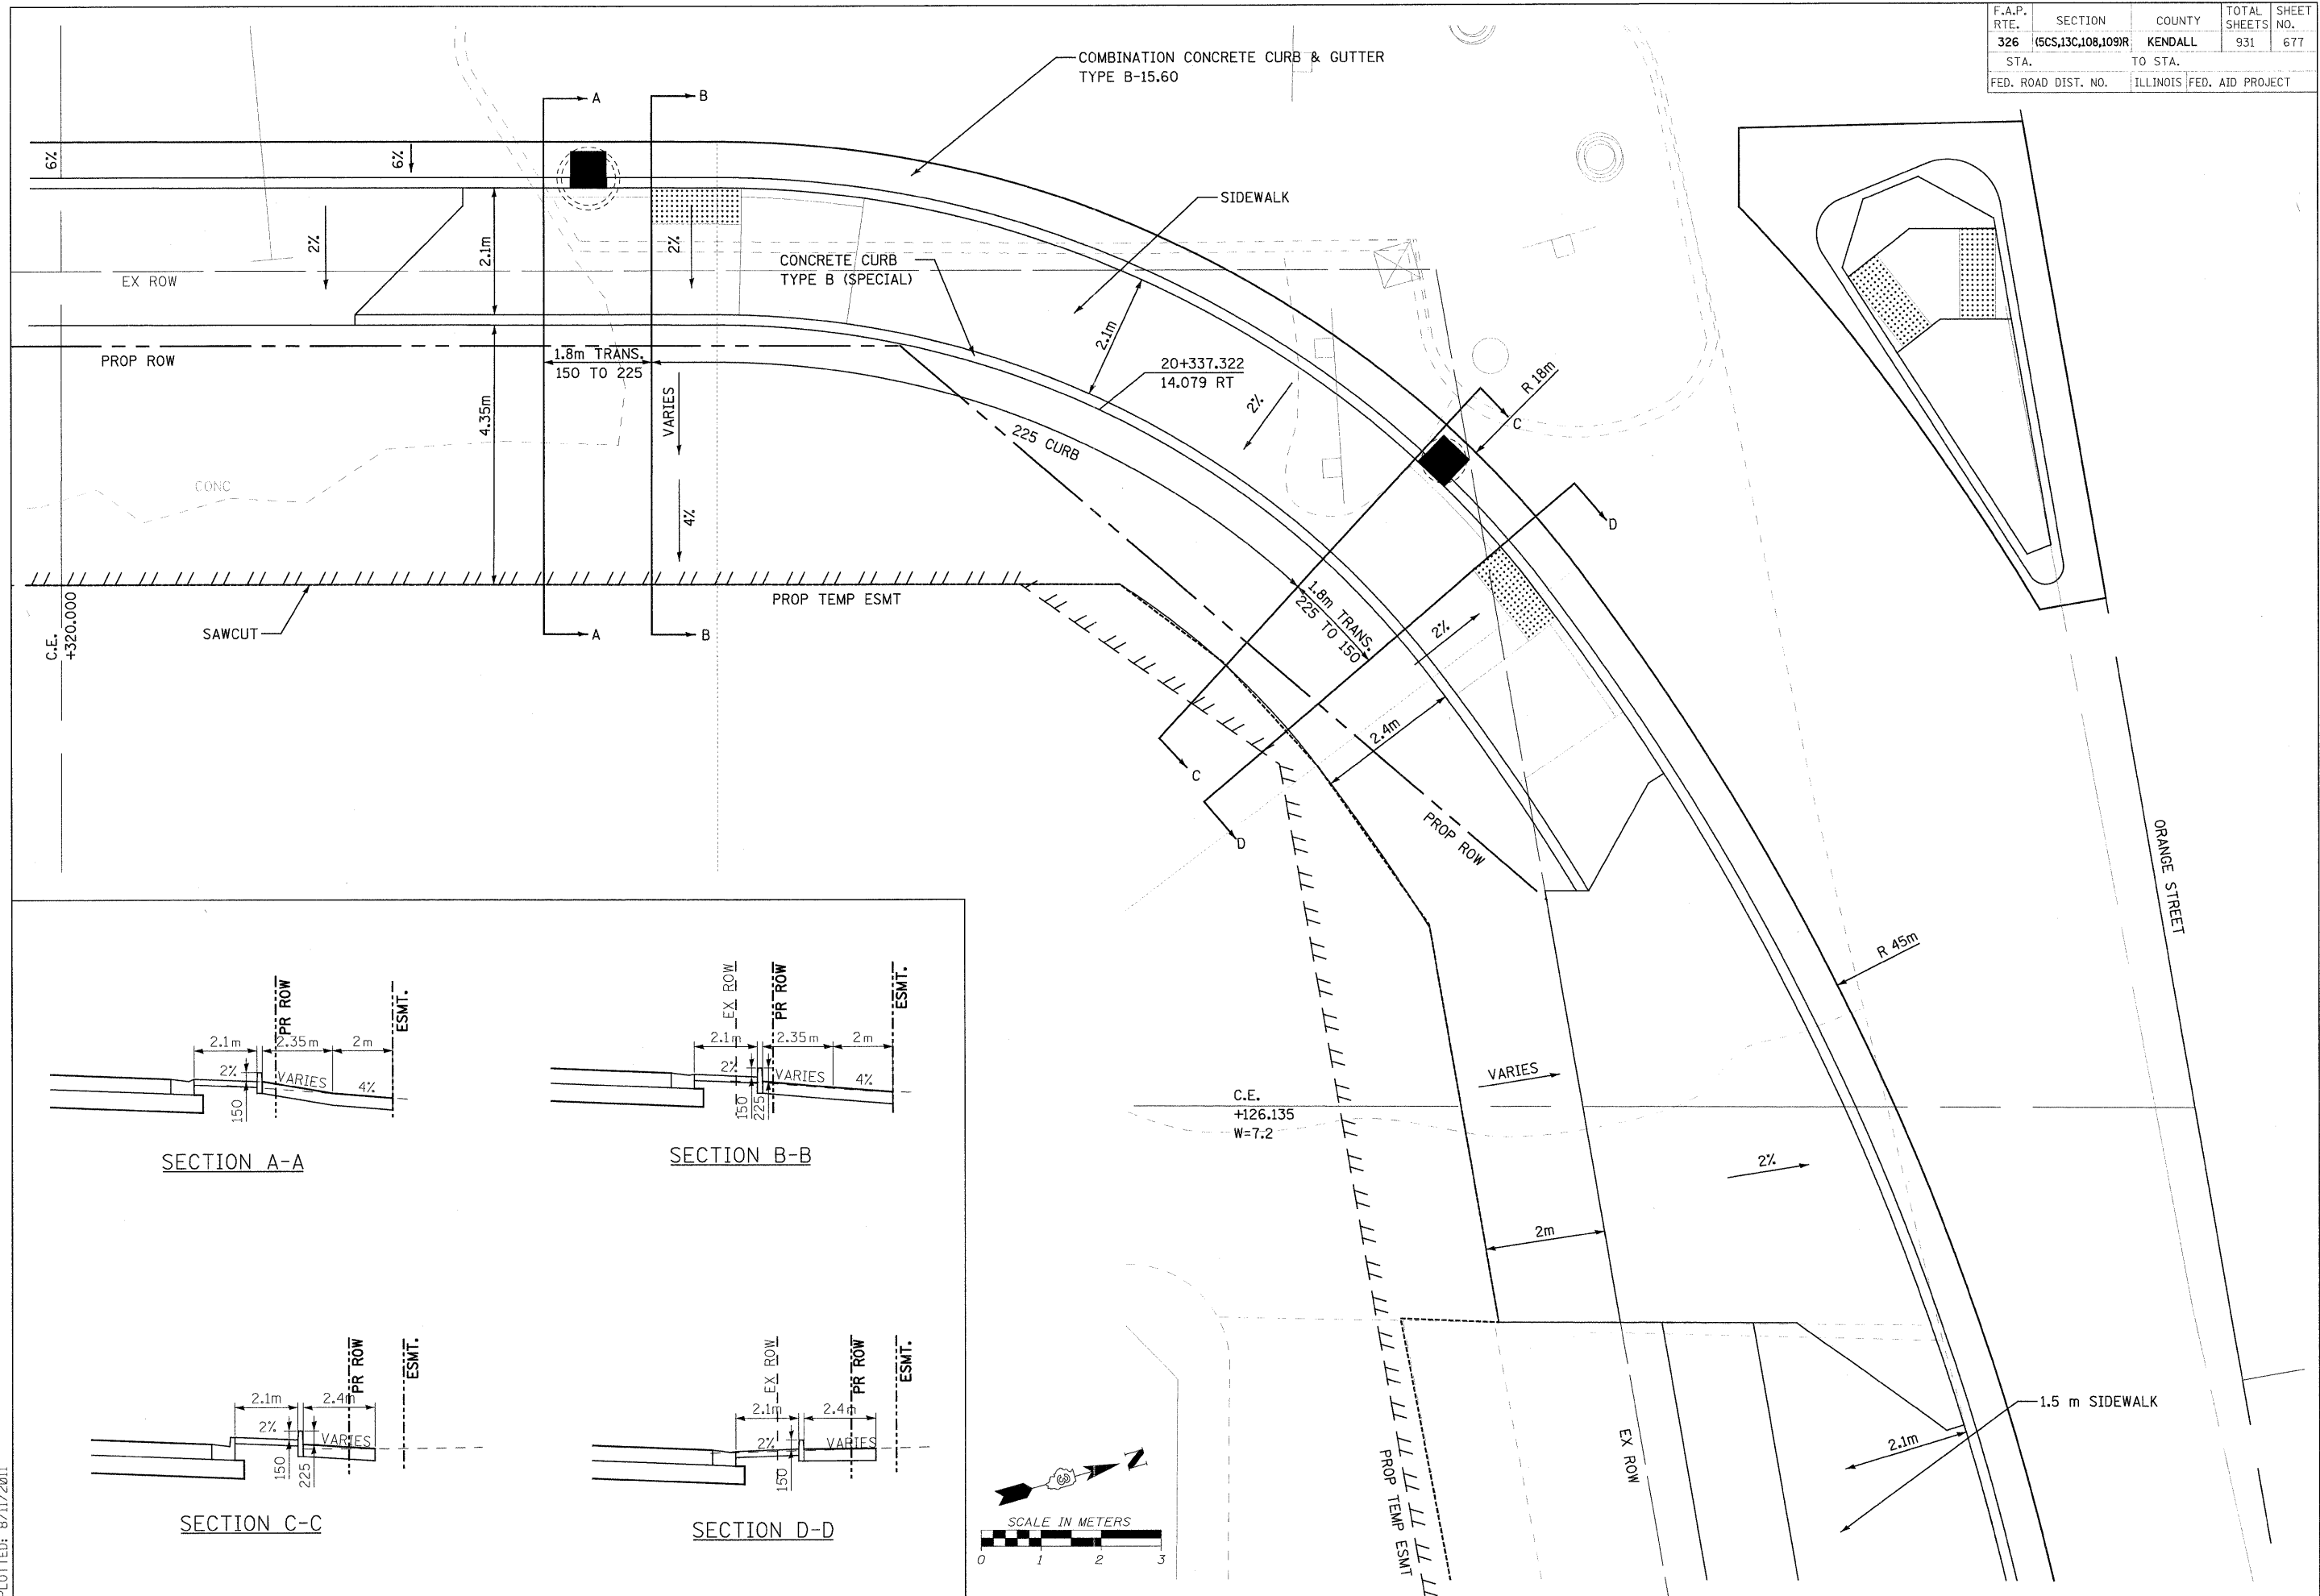 F.A.P. RTE. SECTION COUNTY TOTAL SHEETS SHEET NO.
326 (5CS,13C,108,109)R KENDALL 931 677
STA. TO STA.
FED. ROAD DIST. NO. ILLINOIS FED. AID PROJECT
COMBINATION CONCRETE CURB & GUTTER
TYPE B-15.60
A
B
6%
6%
SIDEWALK
2%
2.1m
2%
CONCRETE CURB
TYPE B (SPECIAL)
EX ROW
PROP ROW
1.8m TRANS.
150 TO 225
2.1m
20+337.322
14.079 RT
2%
R 18m
C
4.35m
VARIES
225 CURB
CONC
4%
D
C.E.
+320.000
SAWCUT
A
B
PROP TEMP ESMT
1.8m TRANS.
225 TO 150
2%
2.4m
C
D
PROP ROW
ORANGE STREET
R 45m
VARIES
C.E.
+126.135
W=7.2
2%
2m
1.5 m SIDEWALK
2.1m
EX ROW
PROP TEMP ESMT
PR ROW
ESMT.
2.1m
2.35m
2m
2%
VARIES
4%
150
SECTION A-A
EX ROW
PR ROW
ESMT.
2.1m
2.35m
2m
2%
VARIES
4%
150
225
SECTION B-B
PR ROW
ESMT.
2.1m
2.4m
2%
VARIES
150
225
SECTION C-C
EX ROW
PR ROW
ESMT.
2.1m
2.4m
2%
VARIES
150
SECTION D-D
SCALE IN METERS
0 1 2 3
PLOTTED: 8/11/2011